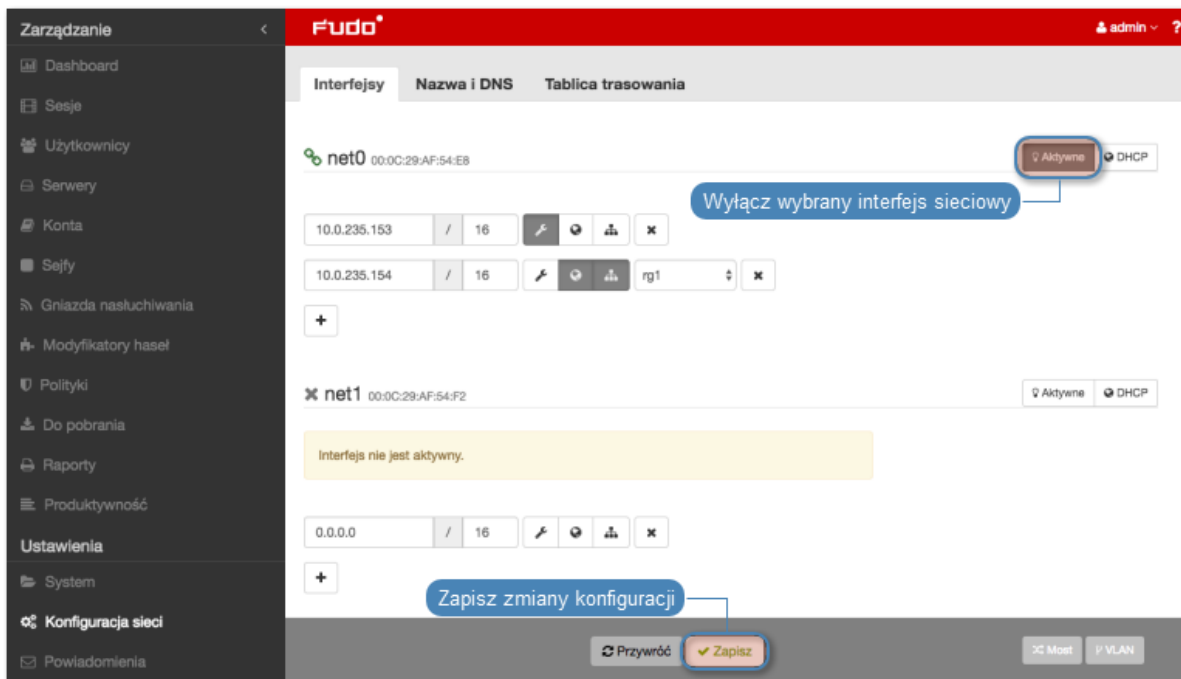 Zarządzanie
Dashboard
Sesje
Użytkownicy
Serwery
Konta
Sejfy
Gniazda nasłuchiwania
Modyfikatory haseł
Polityki
Do pobrania
Raporty
Produktywność
Ustawienia
System
Konfiguracja sieci
Powiadomienia
FUDO
admin ?
Interfejsy Nazwa i DNS Tablica trasowania
net0 00:0C:29:AF:54:E8 Aktywne DHCP
Wyłącz wybrany interfejs sieciowy
10.0.235.153 / 16
10.0.235.154 / 16 rg1
+
net1 00:0C:29:AF:54:F2 Aktywne DHCP
Interfejs nie jest aktywny.
0.0.0.0 / 16
+
Zapisz zmiany konfiguracji
Przywróć Zapisz Most VLAN